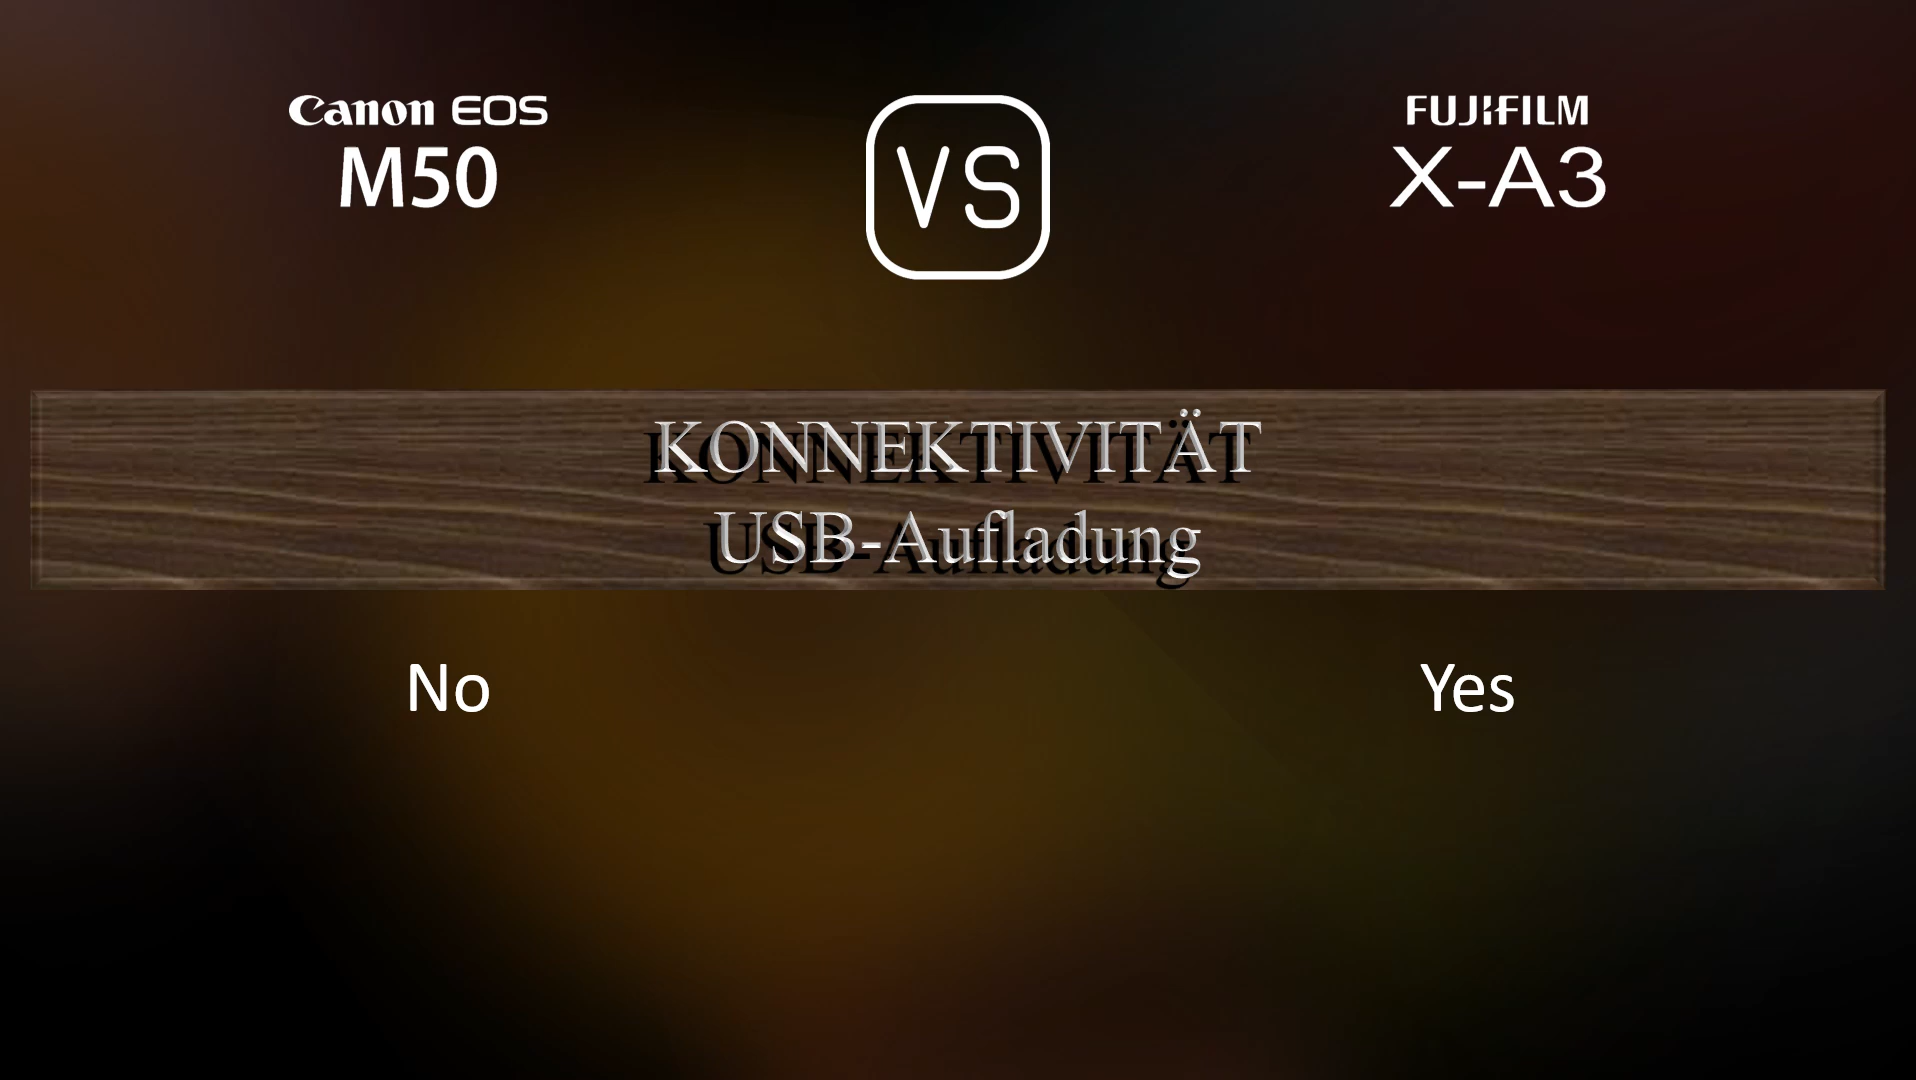 Canon EOS
M50
VS
FUJIFILM
X-A3
KONNEKTIVITÄT
USB-Aufladung
No
Yes